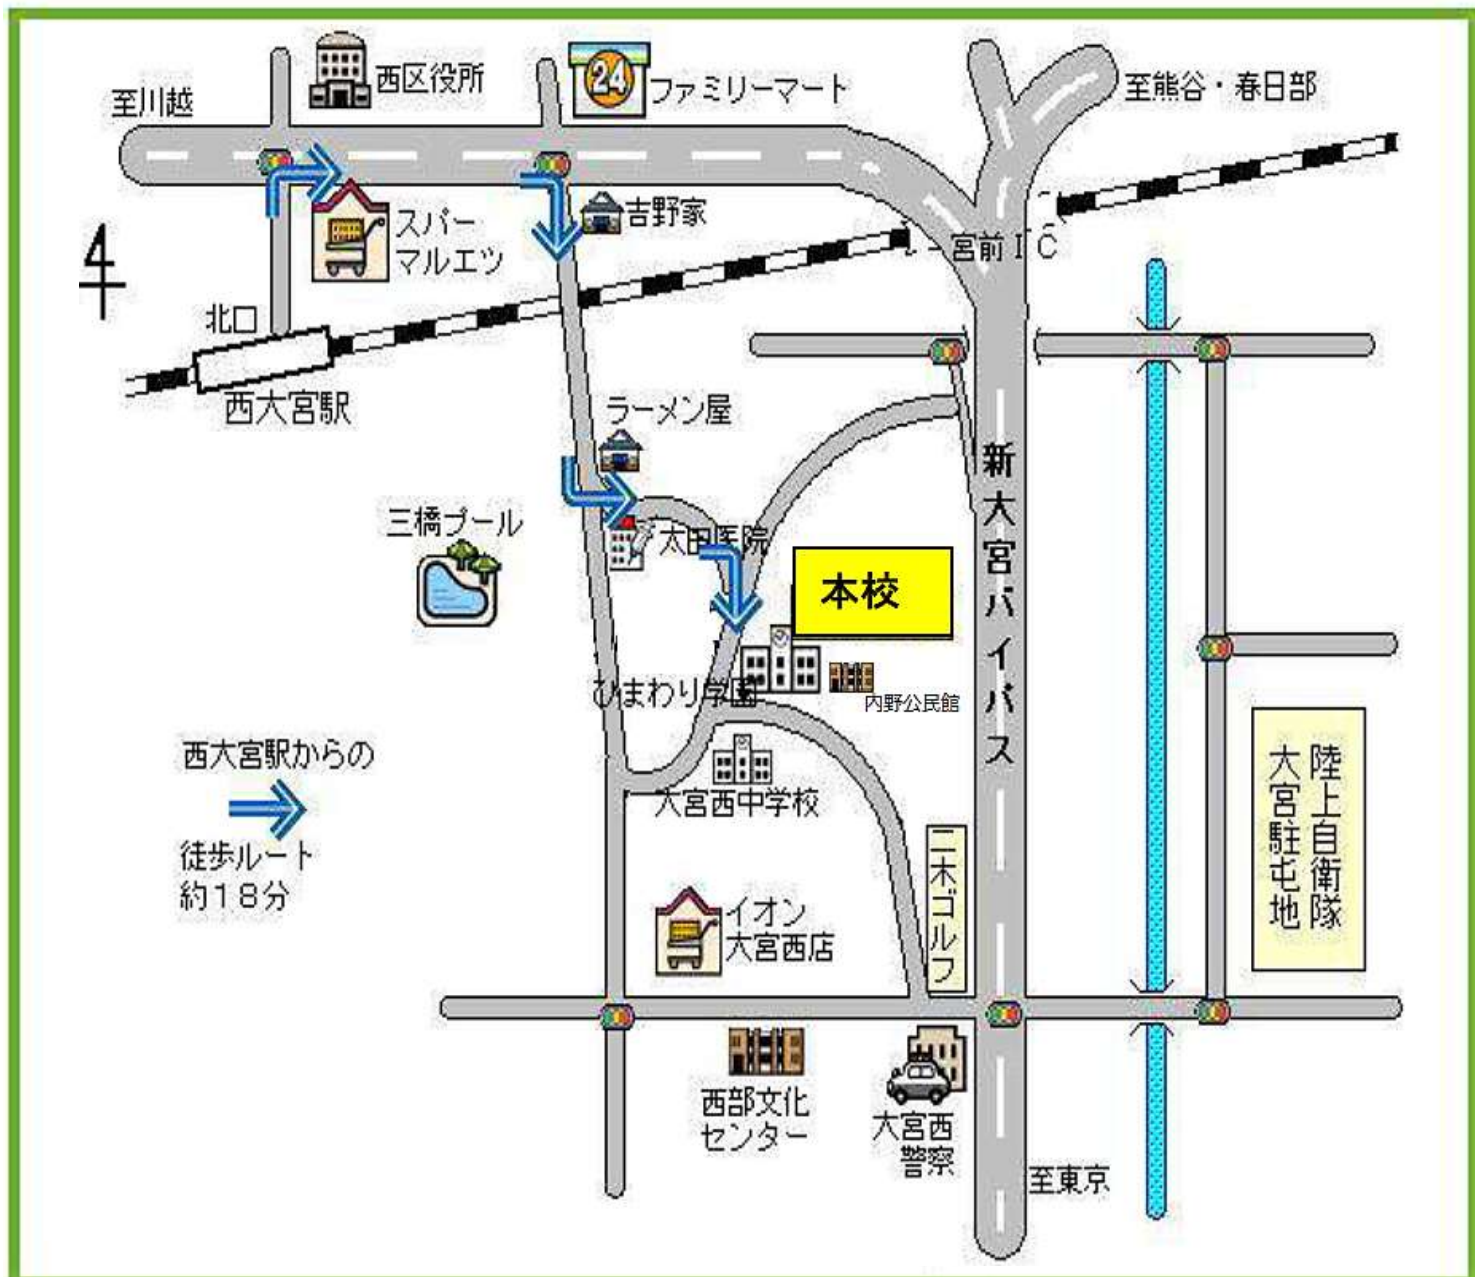 西区役所
24
ファミリーマート
至川越
至熊谷・春日部
スパー
マルエツ
吉野家
宮前IC
4
北口
西大宮駅
ラーメン屋
三橋プール
太田医院
本校
新大宮バイパス
ひまわり学園
内野公民館
西大宮駅からの
徒歩ルート
約18分
大宮西中学校
陸上自衛隊
大宮駐屯地
二木ゴルフ
イオン
大宮西店
西部文化
センター
大宮西
警察
至東京